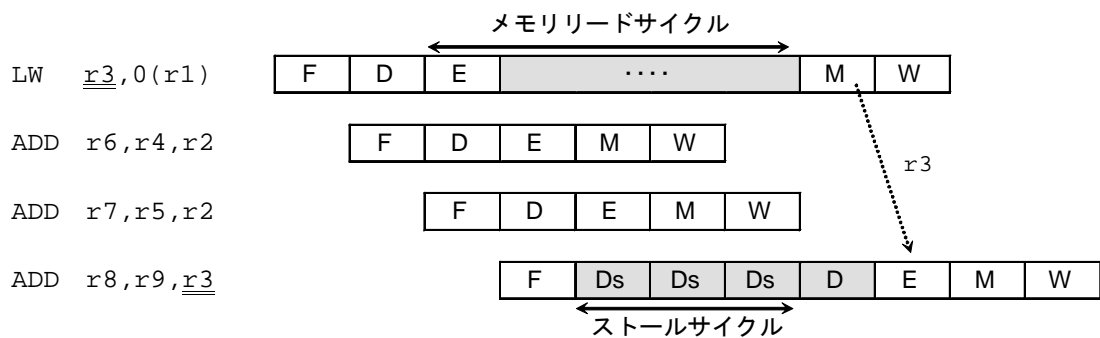 メモリリードサイクル
LW r3,0(r1) F D E ···· M W
ADD r6,r4,r2 F D E M W
r3
ADD r7,r5,r2 F D E M W
ADD r8,r9,r3 F Ds Ds Ds D E M W
ストールサイクル